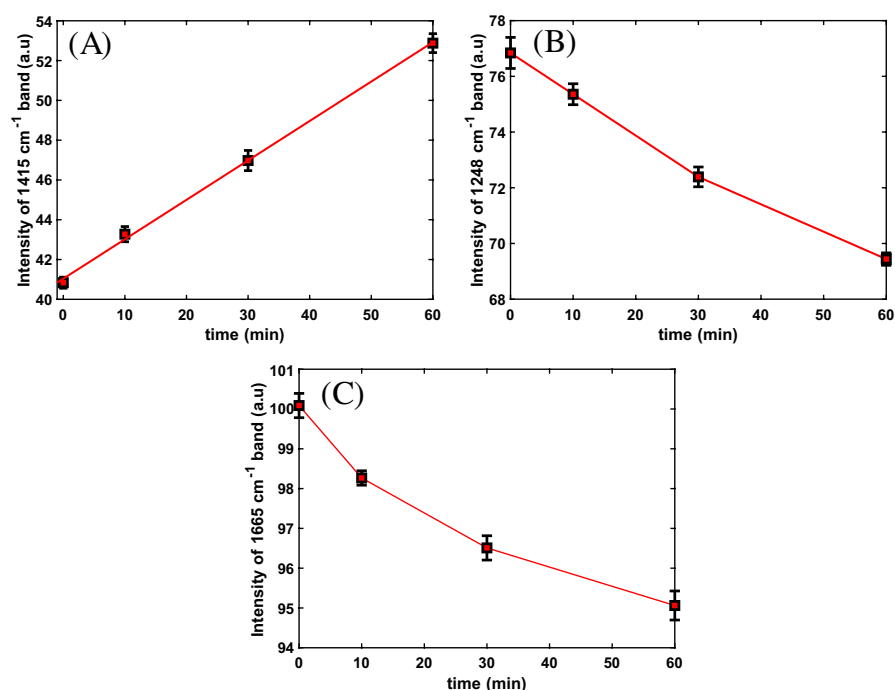 (A)
Intensity of 1415 cm⁻¹ band (a.u)
54
52
50
48
46
44
43
41
40
0 10 20 30 40 50 60
time (min)
(B)
Intensity of 1248 cm⁻¹ band (a.u)
78
76
74
72
70
68
0 10 20 30 40 50 60
time (min)
(C)
Intensity of 1665 cm⁻¹ band (a.u)
101
100
99
98
97
96
95
94
0 10 20 30 40 50 60
time (min)